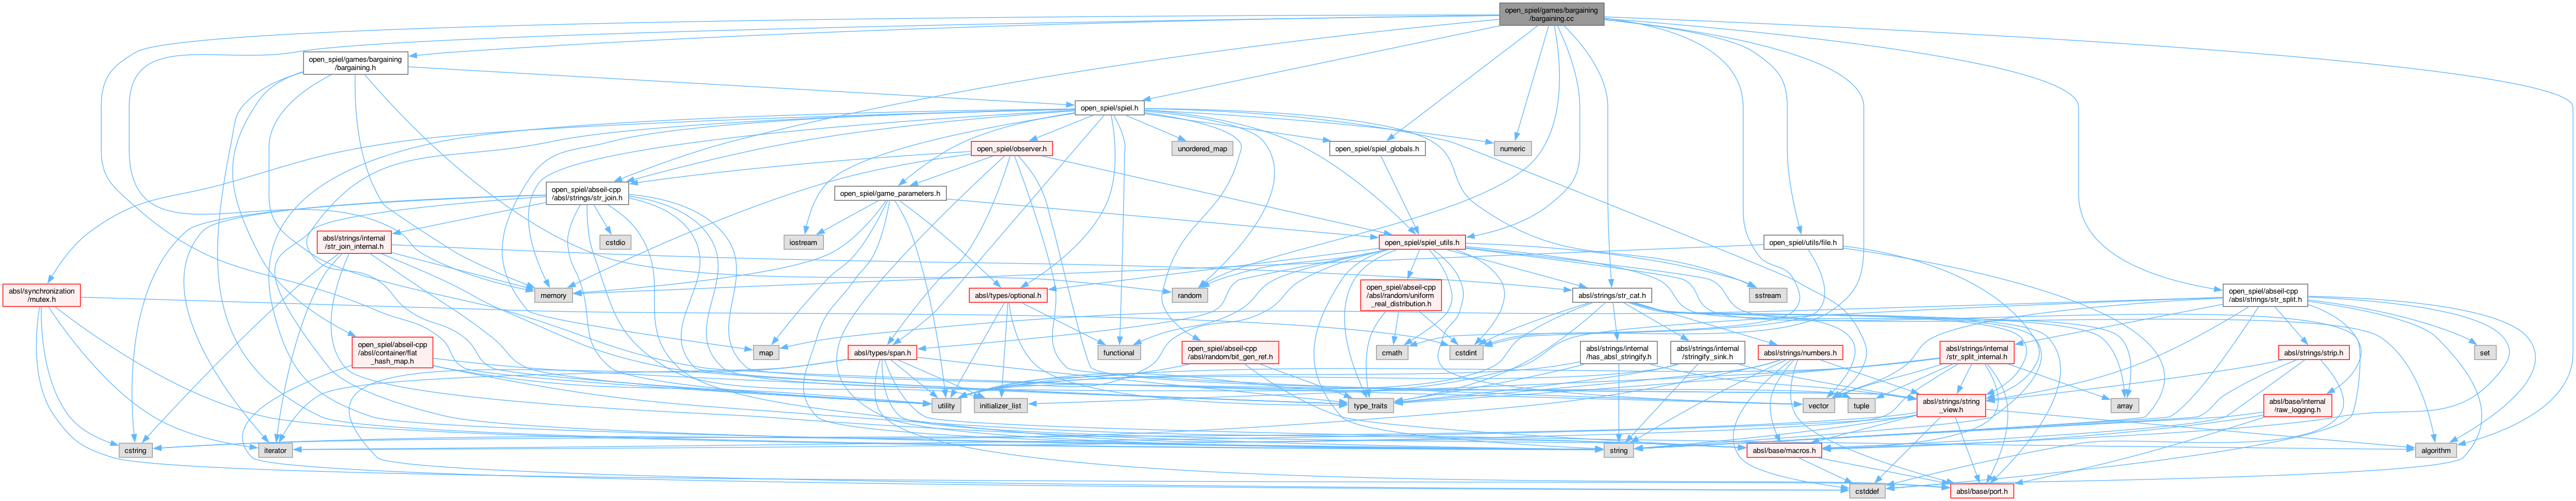 open_spiel/games/bargaining
/bargaining.cc
open_spiel/games/bargaining
/bargaining.h
open_spiel/spiel.h
open_spiel/observer.h
unordered_map
open_spiel/spiel_globals.h
numeric
open_spiel/abseil-cpp
/absl/strings/str_join.h
open_spiel/game_parameters.h
absl/strings/internal
/str_join_internal.h
cstdio
iostream
open_spiel/spiel_utils.h
open_spiel/utils/file.h
absl/synchronization
/mutex.h
memory
absl/types/optional.h
random
open_spiel/abseil-cpp
/absl/random/uniform
_real_distribution.h
absl/strings/str_cat.h
sstream
open_spiel/abseil-cpp
/absl/strings/str_split.h
open_spiel/abseil-cpp
/absl/container/flat
_hash_map.h
map
absl/types/span.h
functional
open_spiel/abseil-cpp
/absl/random/bit_gen_ref.h
cmath
cstdint
absl/strings/internal
/has_absl_stringify.h
absl/strings/internal
/stringify_sink.h
absl/strings/numbers.h
absl/strings/internal
/str_split_internal.h
absl/strings/strip.h
set
utility
initializer_list
type_traits
vector
tuple
absl/strings/string
_view.h
array
absl/base/internal
/raw_logging.h
cstring
iterator
string
absl/base/macros.h
algorithm
cstddef
absl/base/port.h